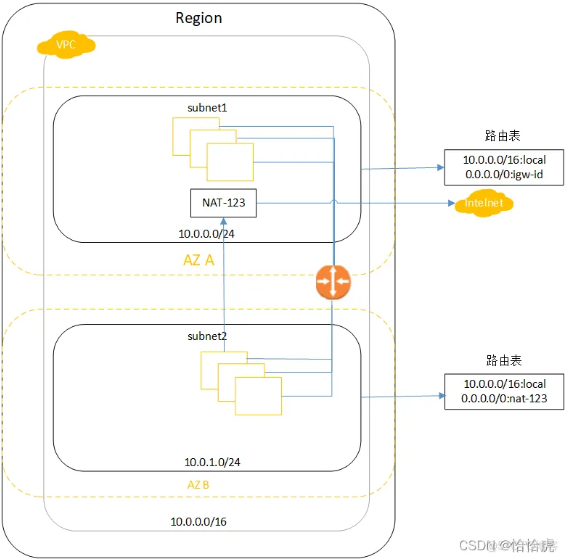 Region
VPC
subnet1
路由表
10.0.0.0/16:local
0.0.0.0/0:igw-id
NAT-123
Intelnet
10.0.0.0/24
AZ A
subnet2
路由表
10.0.0.0/16:local
0.0.0.0/0:nat-123
10.0.1.0/24
AZ B
10.0.0.0/16
CSDN @恰恰虎